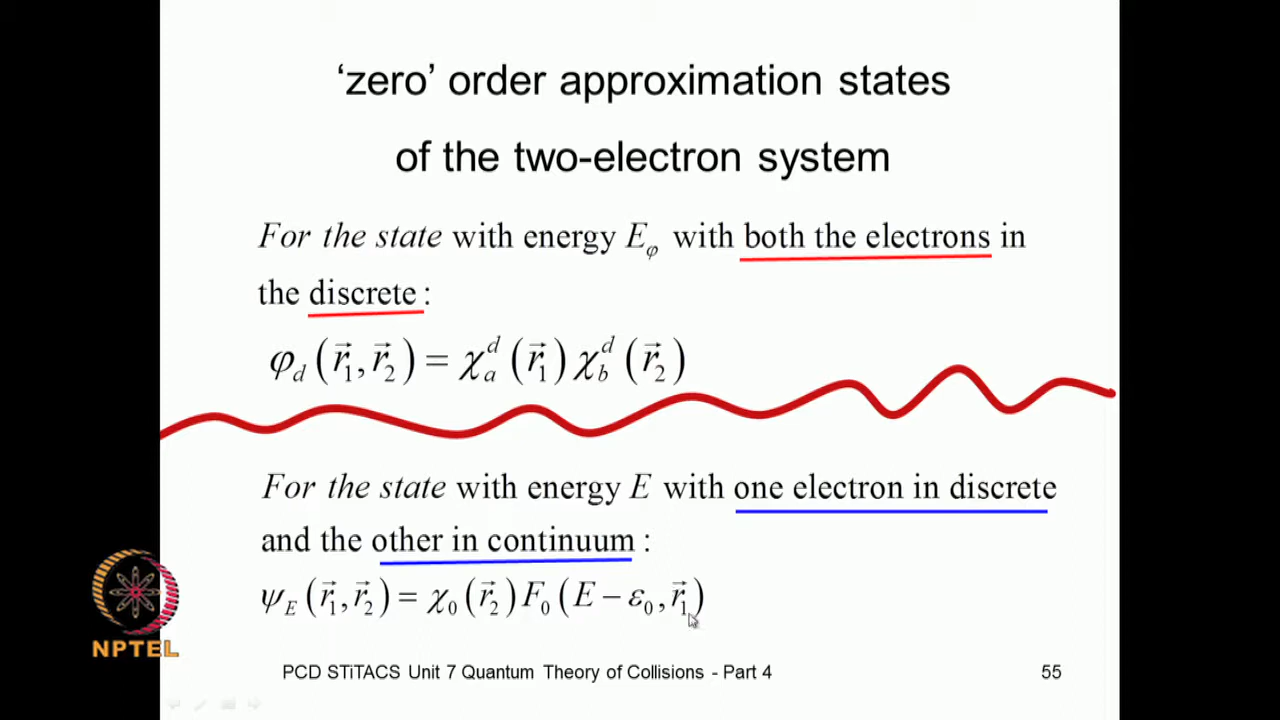 ‘zero’ order approximation states
of the two-electron system
For the state with energy E_φ with both the electrons in
the discrete :
φ_d (r⃗_1, r⃗_2) = χ_a^d (r⃗_1) χ_b^d (r⃗_2)
For the state with energy E with one electron in discrete
and the other in continuum :
ψ_E (r⃗_1, r⃗_2) = χ_0 (r⃗_2) F_0 (E − ε_0, r⃗_1)
NPTEL
PCD STiTACS Unit 7 Quantum Theory of Collisions - Part 4 55